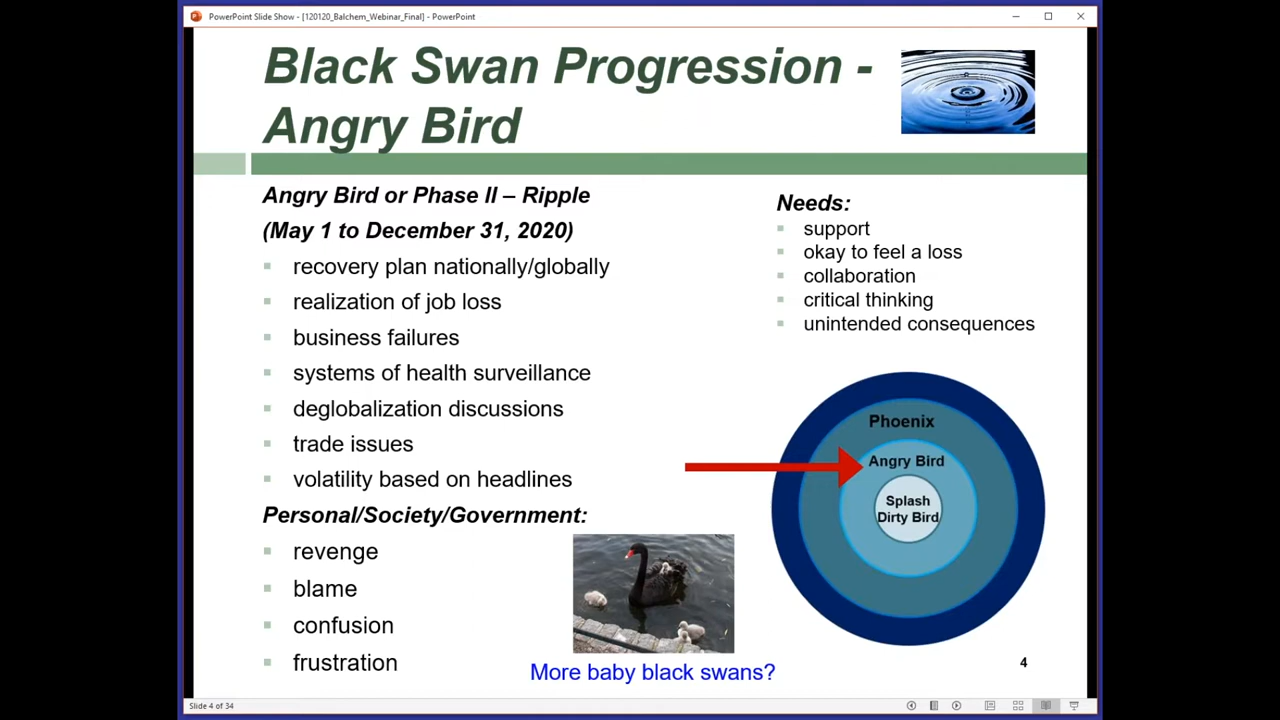 PowerPoint Slide Show - [120120_Balchem_Webinar_Final] - PowerPoint
Black Swan Progression -
Angry Bird
Angry Bird or Phase II – Ripple
(May 1 to December 31, 2020)
recovery plan nationally/globally
realization of job loss
business failures
systems of health surveillance
deglobalization discussions
trade issues
volatility based on headlines
Personal/Society/Government:
revenge
blame
confusion
frustration
More baby black swans?
Needs:
support
okay to feel a loss
collaboration
critical thinking
unintended consequences
Phoenix
Angry Bird
Splash
Dirty Bird
4
Slide 4 of 34